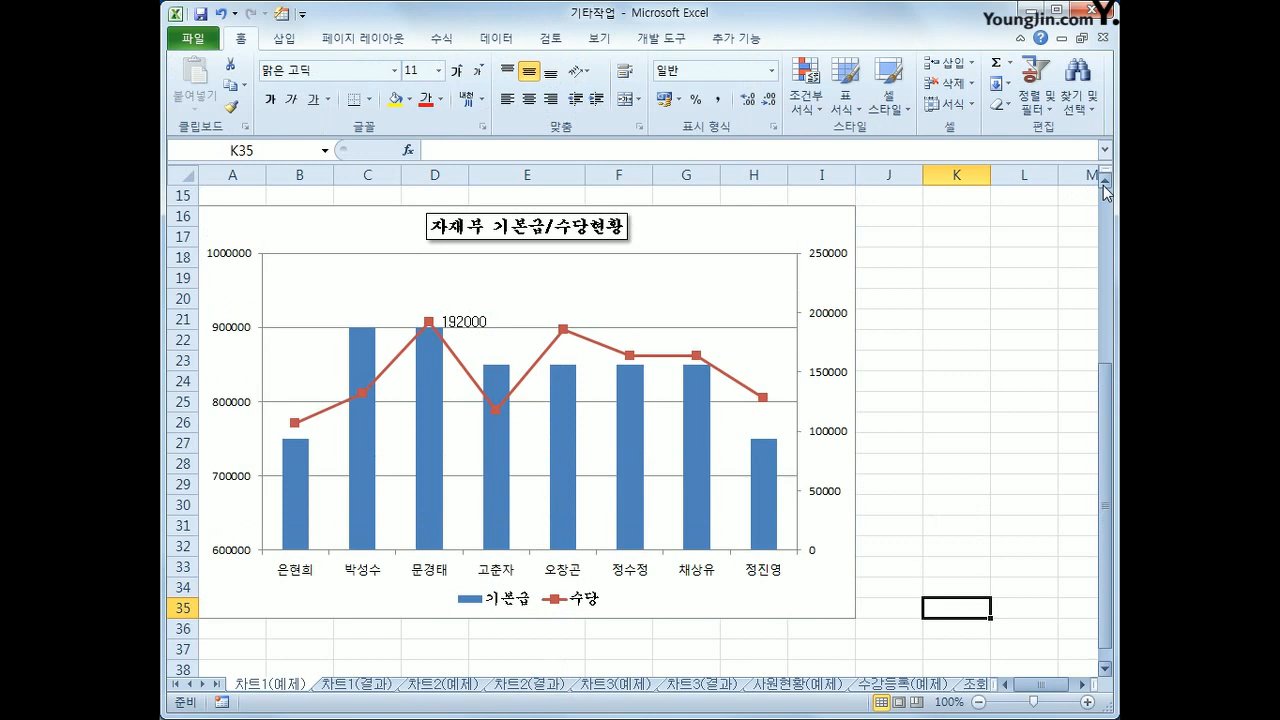 기타작업 - Microsoft Excel
YoungJin.com Y.
파일 홈 삽입 페이지 레이아웃 수식 데이터 검토 보기 개발 도구 추가 기능
붙여넣기
맑은 고딕 11
가 가 가 가 내천
일반
% ,
조건부 서식
표 서식
셀 스타일
삽입
삭제
서식
Σ
정렬 및 필터
찾기 및 선택
클립보드 글꼴 맞춤 표시 형식 스타일 셀 편집
K35 fx
A B C D E F G H I J K L M
15
16
17
18
19
20
21
22
23
24
25
26
27
28
29
30
31
32
33
34
35
36
37
38
자재부 기본급/수당현황
1000000
900000
800000
700000
600000
192000
250000
200000
150000
100000
50000
0
은현희 박성수 문경태 고춘자 오창곤 정수정 채상유 정진영
기본급 수당
차트1(예제) 차트1(결과) 차트2(예제) 차트2(결과) 차트3(예제) 차트3(결과) 사원현황(예제) 수상등록(예제) 조회
준비 100%